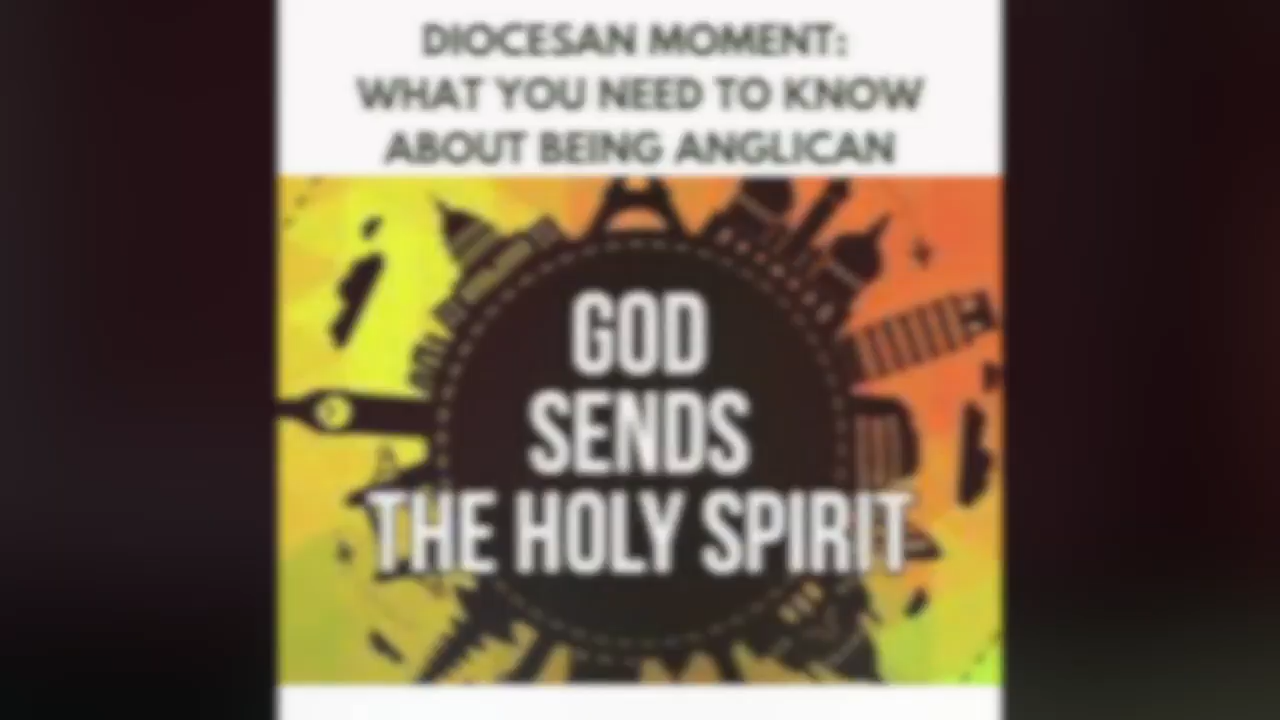 DIOCESAN MOMENT:
WHAT YOU NEED TO KNOW
ABOUT BEING ANGLICAN
GOD
SENDS
THE HOLY SPIRIT